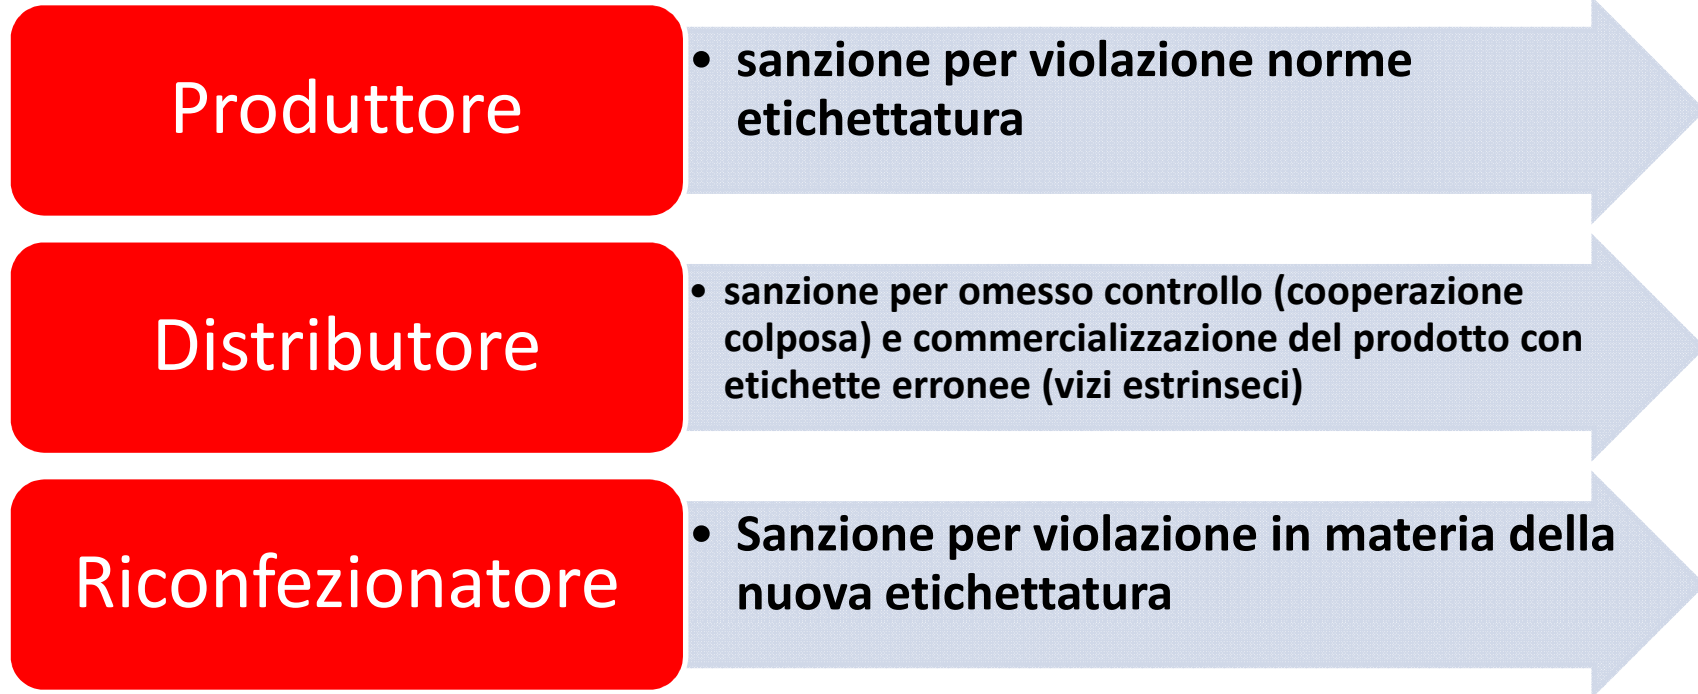 Produttore
• sanzione per violazione norme
etichettatura
Distributore
• sanzione per omesso controllo (cooperazione
colposa) e commercializzazione del prodotto con
etichette erronee (vizi estrinseci)
Riconfezionatore
• Sanzione per violazione in materia della
nuova etichettatura